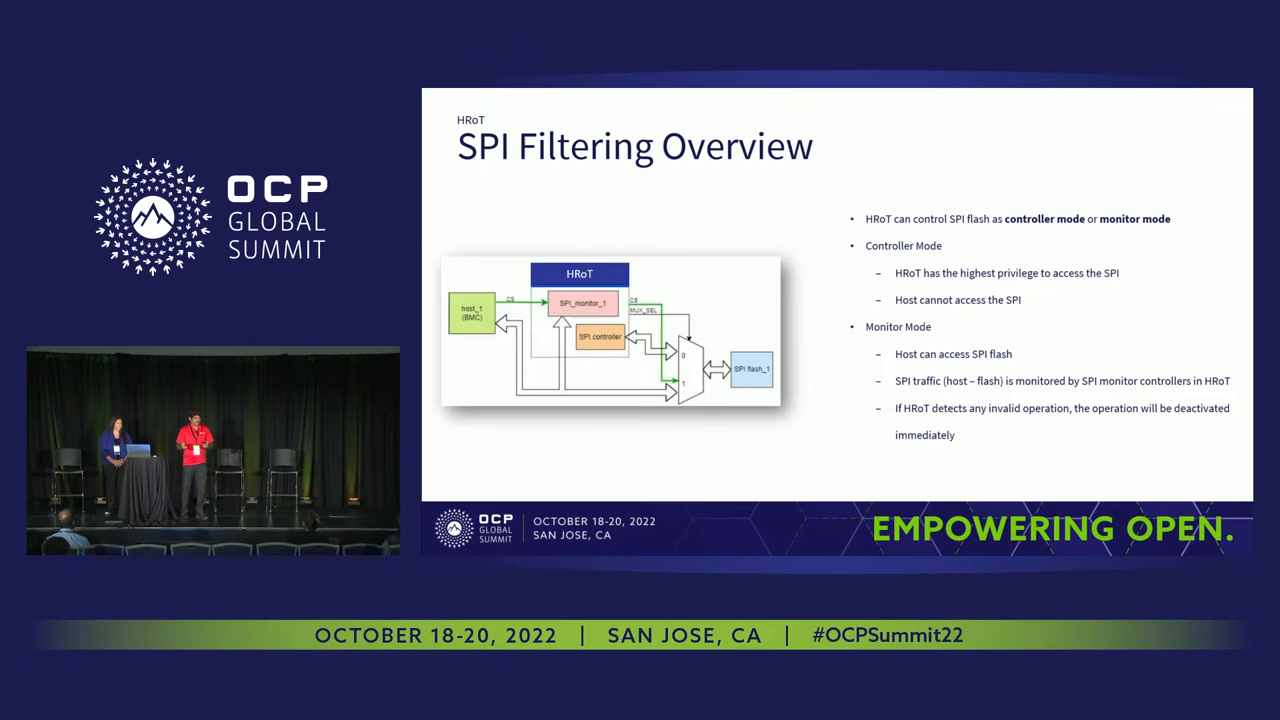 OCP
GLOBAL
SUMMIT
HRoT
SPI Filtering Overview
HRoT
host_1
(BMC)
CS
SPI_monitor_1
SPI controller
CS
MUX_SEL
0
1
SPI flash_1
• HRoT can control SPI flash as controller mode or monitor mode
• Controller Mode
– HRoT has the highest privilege to access the SPI
– Host cannot access the SPI
• Monitor Mode
– Host can access SPI flash
– SPI traffic (host – flash) is monitored by SPI monitor controllers in HRoT
– If HRoT detects any invalid operation, the operation will be deactivated
immediately
OCP
GLOBAL
SUMMIT
OCTOBER 18-20, 2022
SAN JOSE, CA
EMPOWERING OPEN.
OCTOBER 18-20, 2022 | SAN JOSE, CA | #OCPSummit22